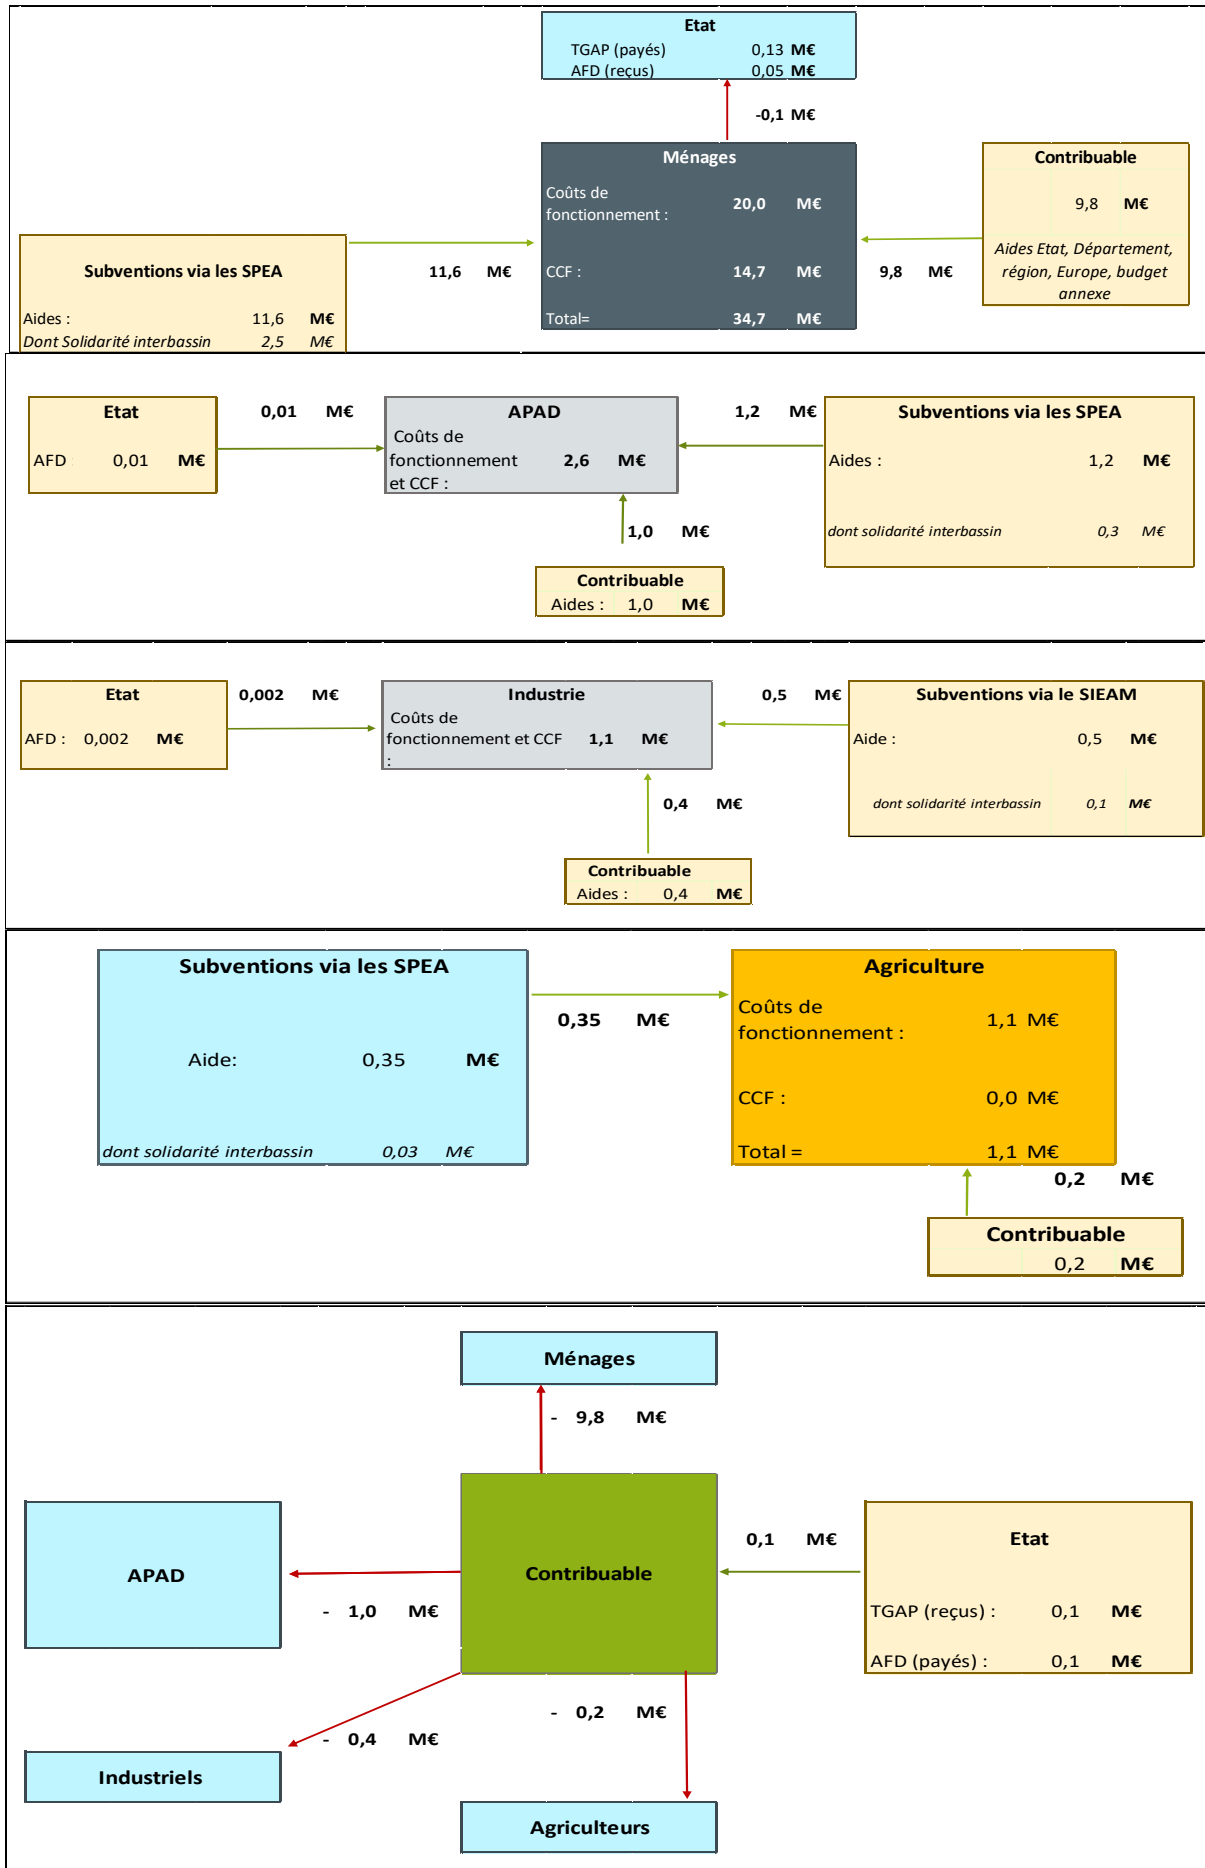 Etat
TGAP (payés) 0,13 M€
AFD (reçus) 0,05 M€
-0,1 M€
Ménages
Coûts de
fonctionnement :
20,0 M€
CCF : 14,7 M€
Total= 34,7 M€
Contribuable
9,8 M€
Aides Etat, Département,
région, Europe, budget
annexe
9,8 M€
Subventions via les SPEA
Aides : 11,6 M€
Dont Solidarité interbassin 2,5 M€
11,6 M€
Etat
AFD : 0,01 M€
0,01 M€
APAD
Coûts de
fonctionnement 2,6 M€
et CCF :
1,2 M€
Subventions via les SPEA
Aides : 1,2 M€
dont solidarité interbassin 0,3 M€
1,0 M€
Contribuable
Aides : 1,0 M€
Etat
AFD : 0,002 M€
0,002 M€
Industrie
Coûts de
fonctionnement et CCF 1,1 M€
:
0,5 M€
Subventions via le SIEAM
Aide : 0,5 M€
dont solidarité interbassin 0,1 M€
0,4 M€
Contribuable
Aides : 0,4 M€
Subventions via les SPEA
Aide: 0,35 M€
dont solidarité interbassin 0,03 M€
0,35 M€
Agriculture
Coûts de
fonctionnement :
1,1 M€
CCF : 0,0 M€
Total = 1,1 M€
0,2 M€
Contribuable
0,2 M€
Ménages
- 9,8 M€
APAD
- 1,0 M€
Contribuable
0,1 M€
Etat
TGAP (reçus) : 0,1 M€
AFD (payés) : 0,1 M€
- 0,2 M€
- 0,4 M€
Industriels
Agriculteurs